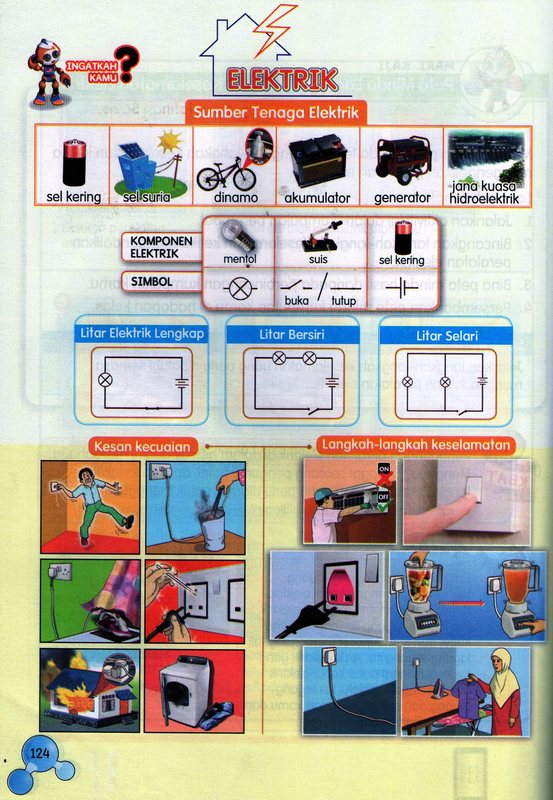 INGATKAH
KAMU
?
ELEKTRIK
Sumber Tenaga Elektrik
sel kering
sel suria
dinamo
akumulator
generator
jana kuasa
hidroelektrik
KOMPONEN
ELEKTRIK
mentol
suis
sel kering
SIMBOL
buka / tutup
Litar Elektrik Lengkap
Litar Bersiri
Litar Selari
Kesan kecuaian
Langkah-langkah keselamatan
ON
OFF
124